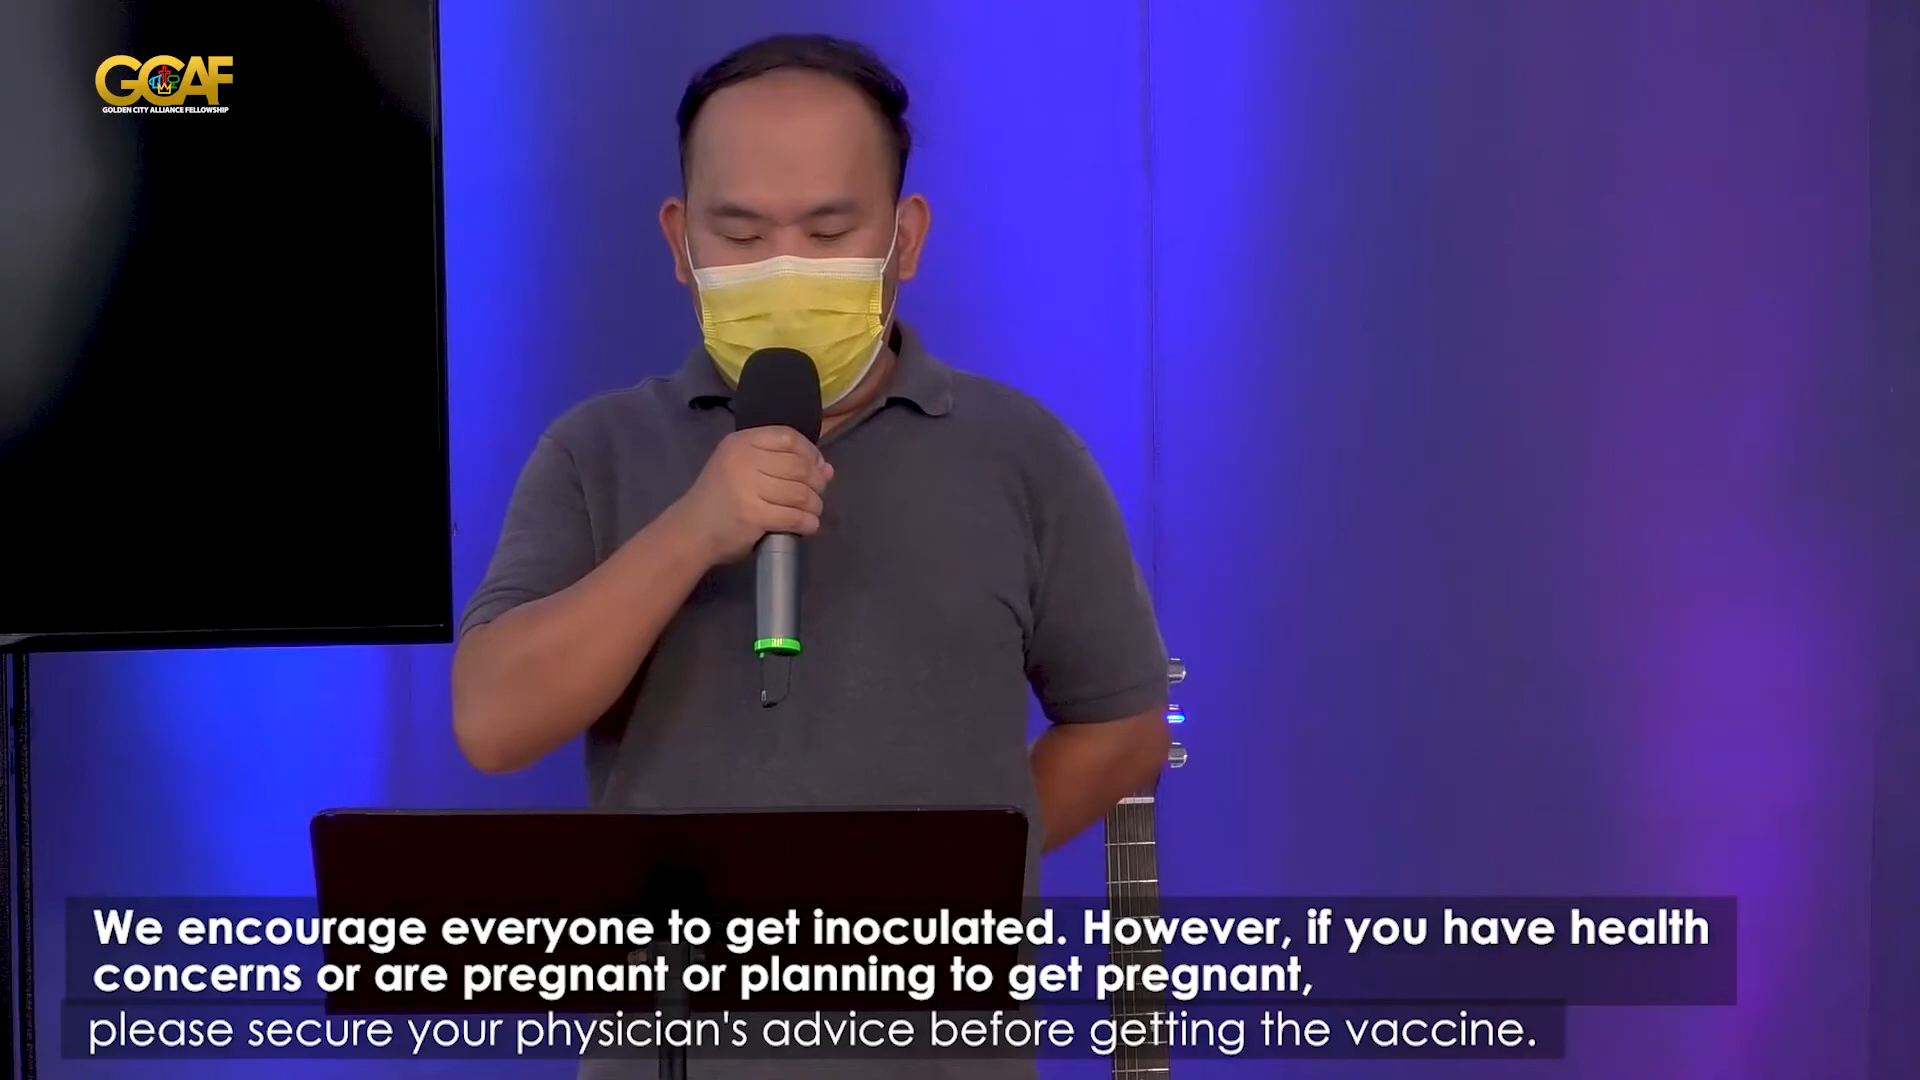 GCAF
GOLDEN CITY ALLIANCE FELLOWSHIP
We encourage everyone to get inoculated. However, if you have health
concerns or are pregnant or planning to get pregnant,
please secure your physician's advice before getting the vaccine.